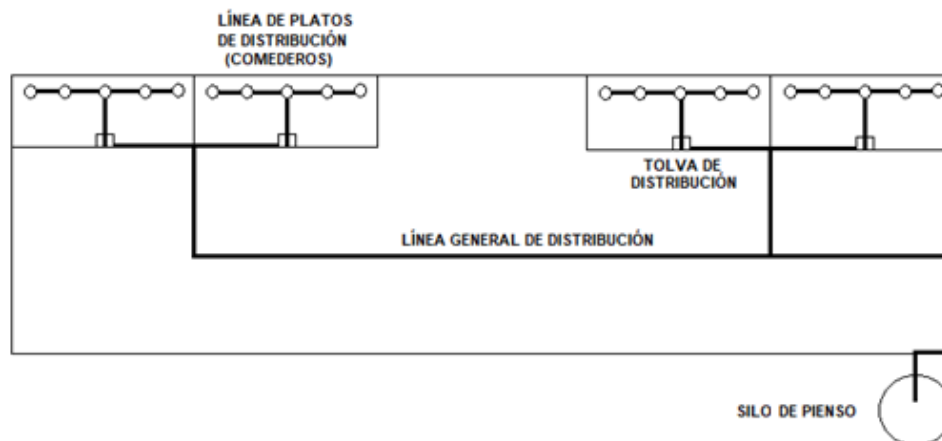 LÍNEA DE PLATOS
DE DISTRIBUCIÓN
(COMEDEROS)
TOLVA DE
DISTRIBUCIÓN
LÍNEA GENERAL DE DISTRIBUCIÓN
SILO DE PIENSO